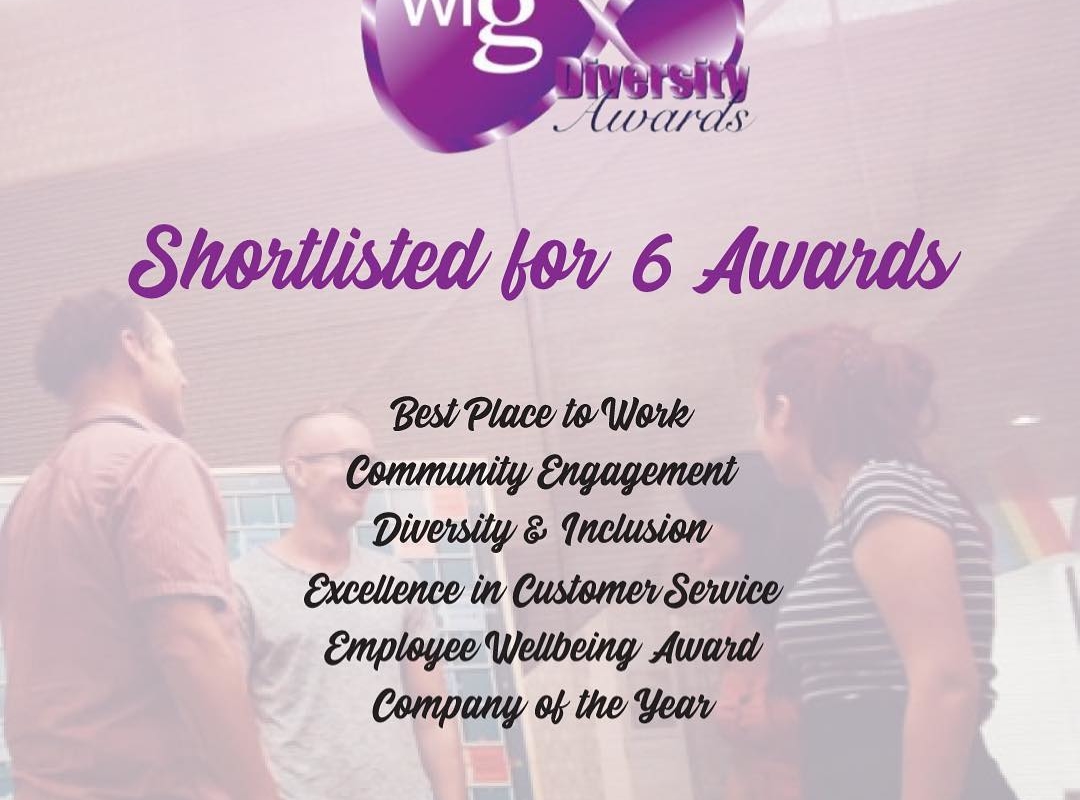 wig
Diversity
Awards
Shortlisted for 6 Awards
Best Place to Work
Community Engagement
Diversity & Inclusion
Excellence in Customer Service
Employee Wellbeing Award
Company of the Year